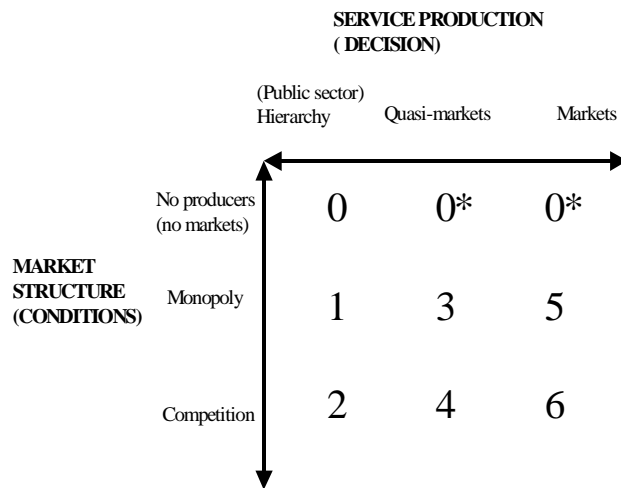 SERVICE PRODUCTION
( DECISION)
(Public sector)
Hierarchy
Quasi-markets
Markets
No producers
(no markets)
0
0*
0*
MARKET
STRUCTURE
(CONDITIONS)
Monopoly
1
3
5
Competition
2
4
6